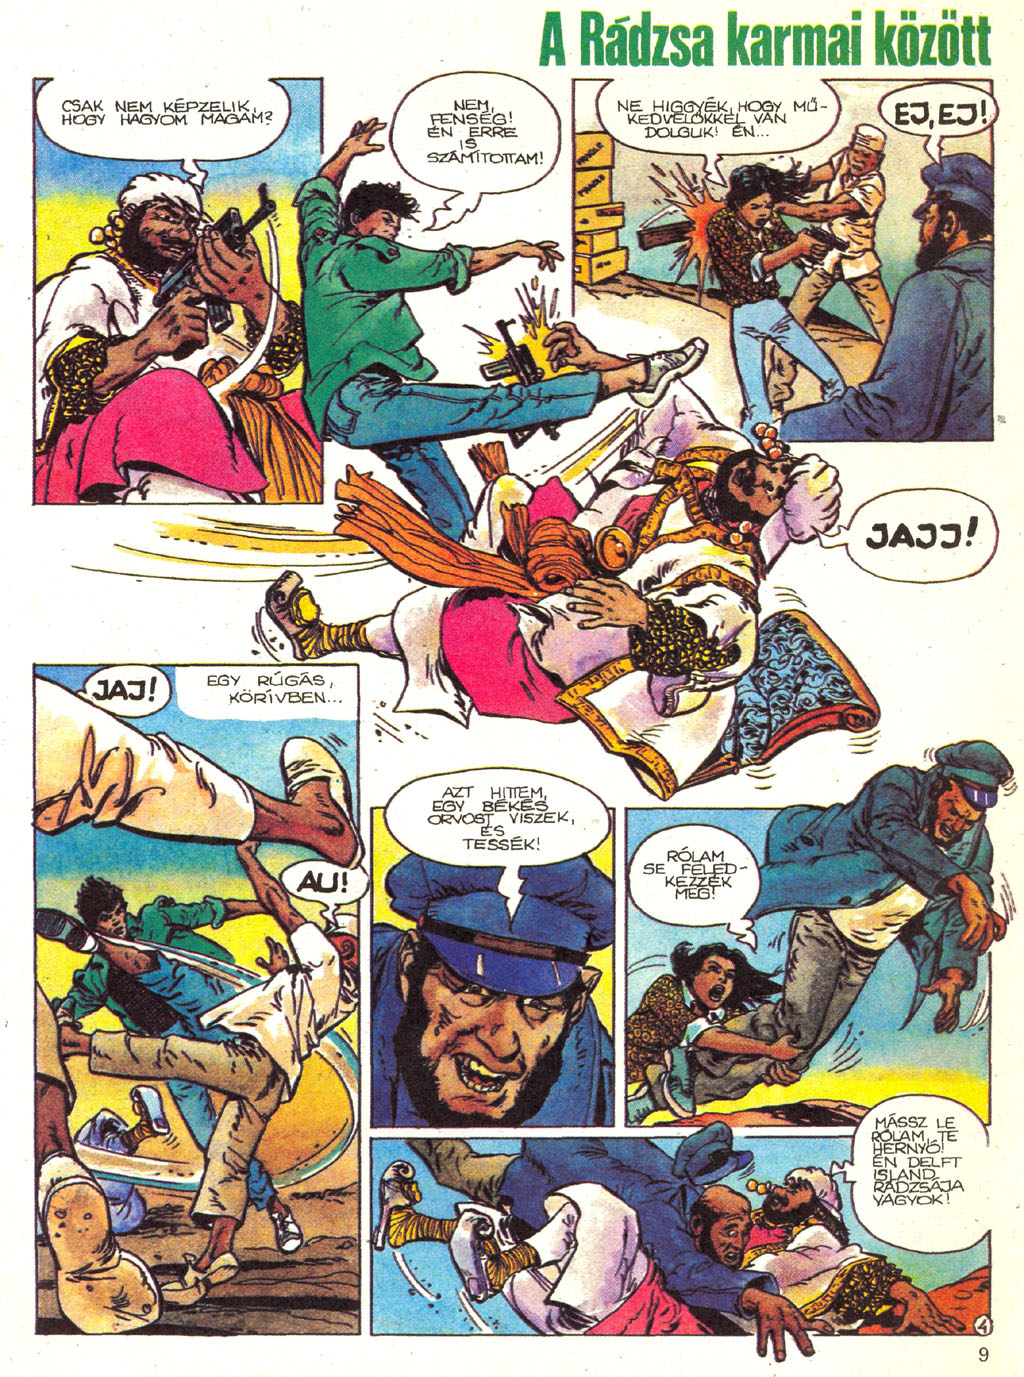 A Rádzsa karmai között
CSAK NEM KÉPZELIK,
HOGY HAGYOM MAGAM?
NEM,
FENSÉG!
ÉN ERRE
IS
SZÁMÍTOTTAM!
NE HIGGYÉK, HOGY MŰ-
KEDVELŐKKEL VAN
DOLGUK! ÉN...
EJ, EJ!
JAJJ!
JAJ!
EGY RÚGÁS,
KÖRÍVBEN...
AU!
AZT HITTEM,
EGY BÉKÉS
ORVOST VISZEK,
ÉS
TESSÉK!
RÓLAM
SE FELED-
KEZZÉK
MEG!
MÁSSZ LE
RÓLAM, TE
HERNYÓ!
ÉN DELFT
ISLAND
RÁDZSÁJA
VAGYOK!
4
9